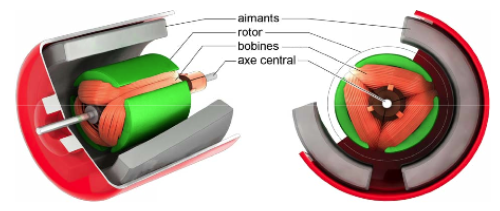 aimants
rotor
bobines
axe central